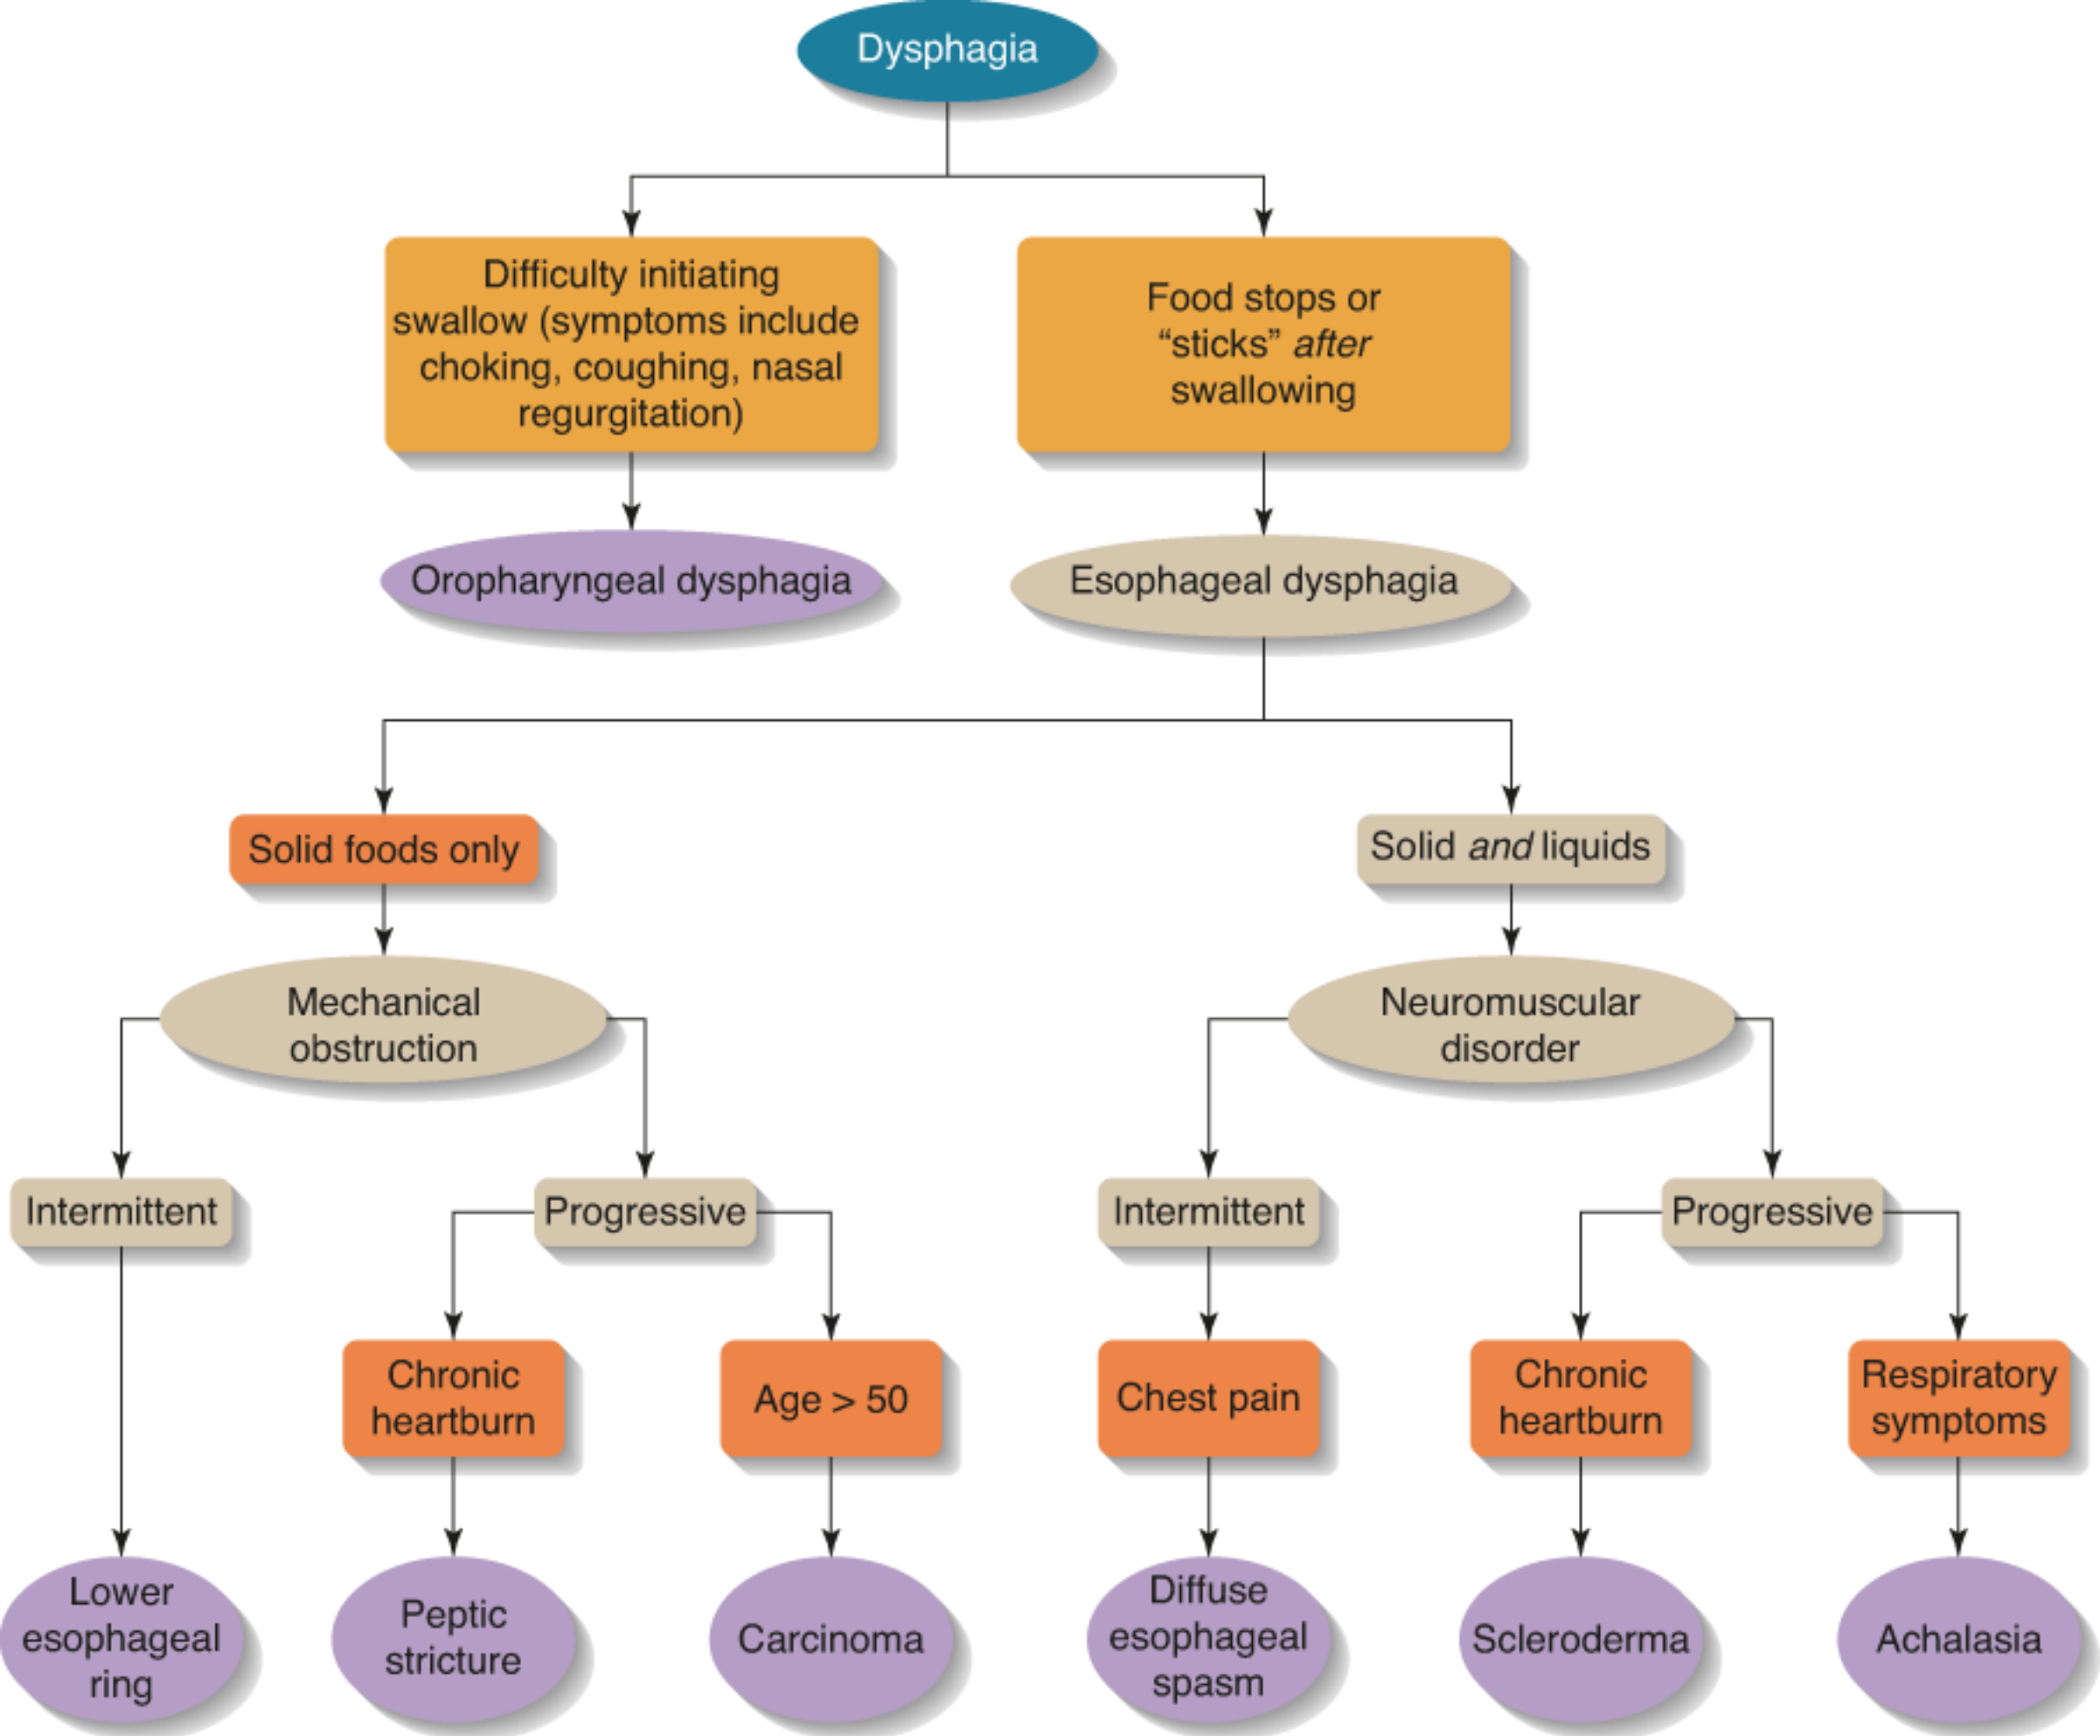 Dysphagia
Difficulty initiating
swallow (symptoms include
choking, coughing, nasal
regurgitation)
Food stops or
“sticks” after
swallowing
Oropharyngeal dysphagia
Esophageal dysphagia
Solid foods only
Solid and liquids
Mechanical
obstruction
Neuromuscular
disorder
Intermittent
Progressive
Intermittent
Progressive
Chronic
heartburn
Age > 50
Chest pain
Chronic
heartburn
Respiratory
symptoms
Lower
esophageal
ring
Peptic
stricture
Carcinoma
Diffuse
esophageal
spasm
Scleroderma
Achalasia